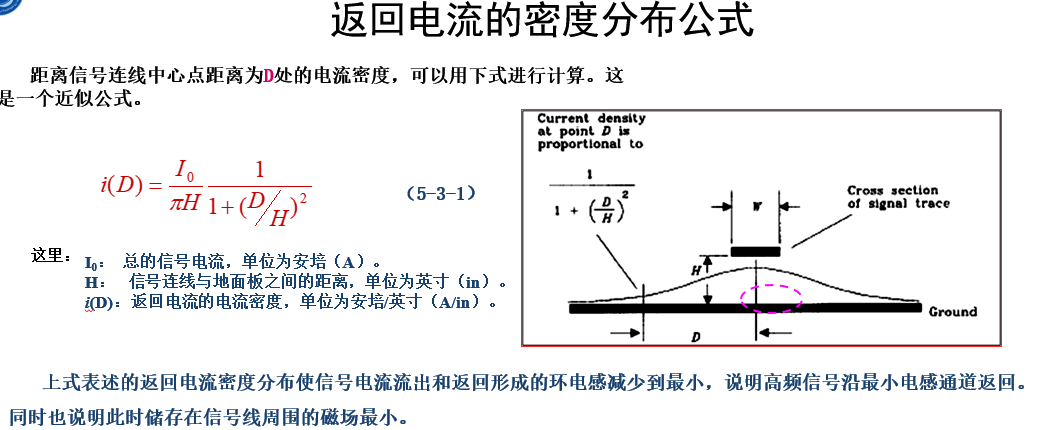 返回电流的密度分布公式
距离信号连线中心点距离为D处的电流密度，可以用下式进行计算。这
是一个近似公式。
Current density
at point D is
proportional to
1
1 + (D/H)²
W
Cross section
of signal trace
H
D
Ground
i(D) = I₀/πH 1/1+(D/H)²
（5-3-1）
这里：
I₀： 总的信号电流，单位为安培（A）。
H： 信号连线与地面板之间的距离，单位为英寸（in）。
i(D)：返回电流的电流密度，单位为安培/英寸（A/in）。
上式表述的返回电流密度分布使信号电流流出和返回形成的环电感减少到最小，说明高频信号沿最小电感通道返回。
同时也说明此时储存在信号线周围的磁场最小。